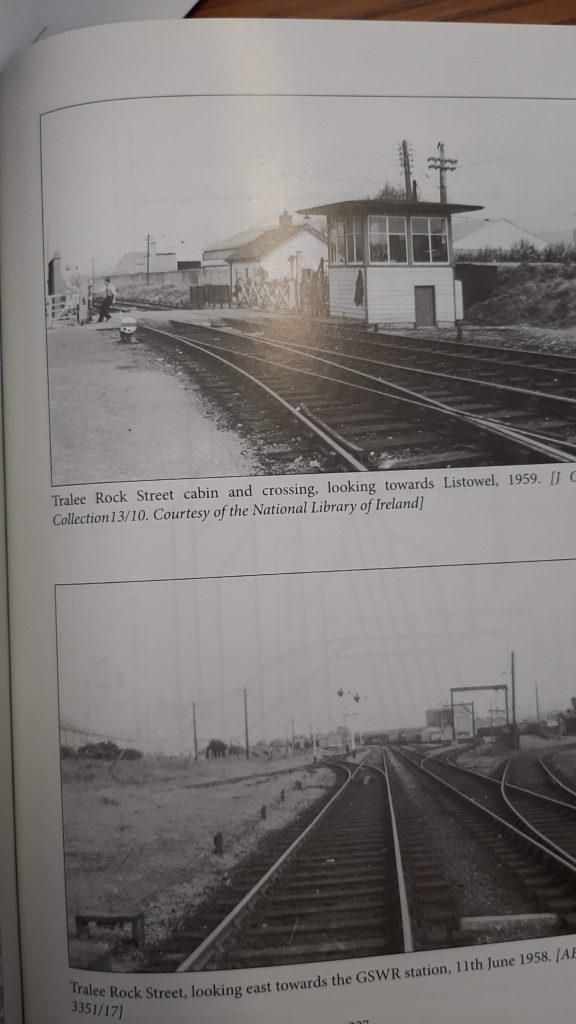 Tralee Rock Street cabin and crossing, looking towards Listowel, 1959. [J
Collection13/10. Courtesy of the National Library of Ireland]
Tralee Rock Street, looking east towards the GSWR station, 11th June 1958.
3351/17]